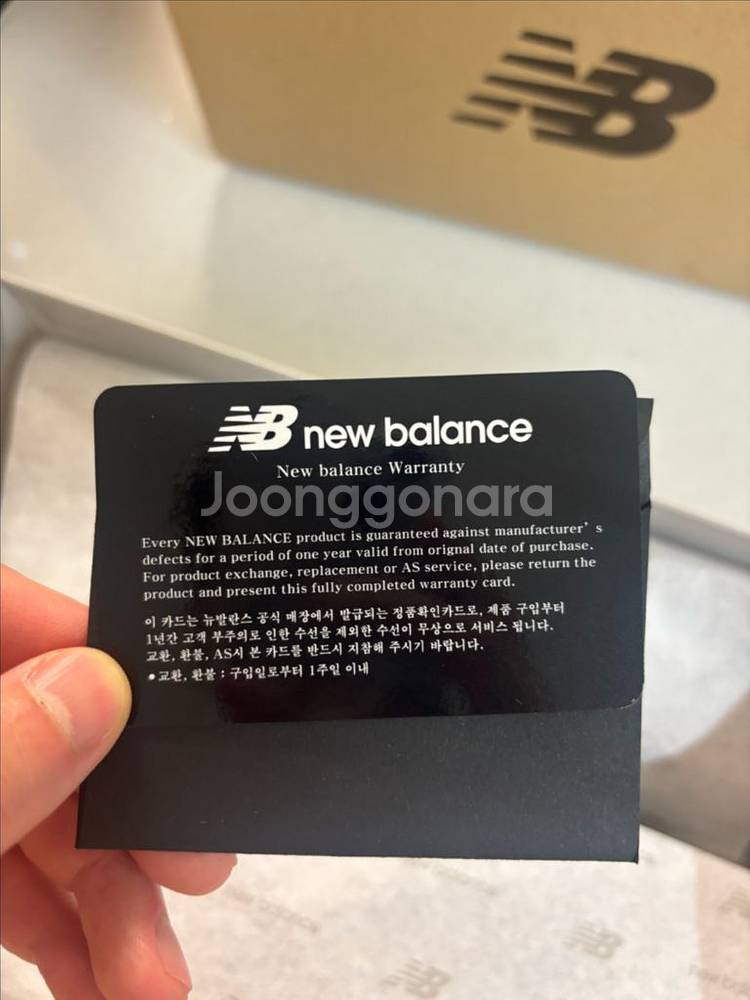 NB
NB new balance
New balance Warranty
Joonggonara
Every NEW BALANCE product is guaranteed against manufacturer's
defects for a period of one year valid from orignal date of purchase.
For product exchange, replacement or AS service, please return the
product and present this fully completed warranty card.
이 카드는 뉴발란스 공식 매장에서 발급되는 정품확인카드로, 제품 구입부터
1년간 고객 부주의로 인한 수선을 제외한 수선이 무상으로 서비스 됩니다.
교환, 환불, AS시 본 카드를 반드시 지참해 주시기 바랍니다.
●교환, 환불 : 구입일로부터 1주일 이내
NB
NB